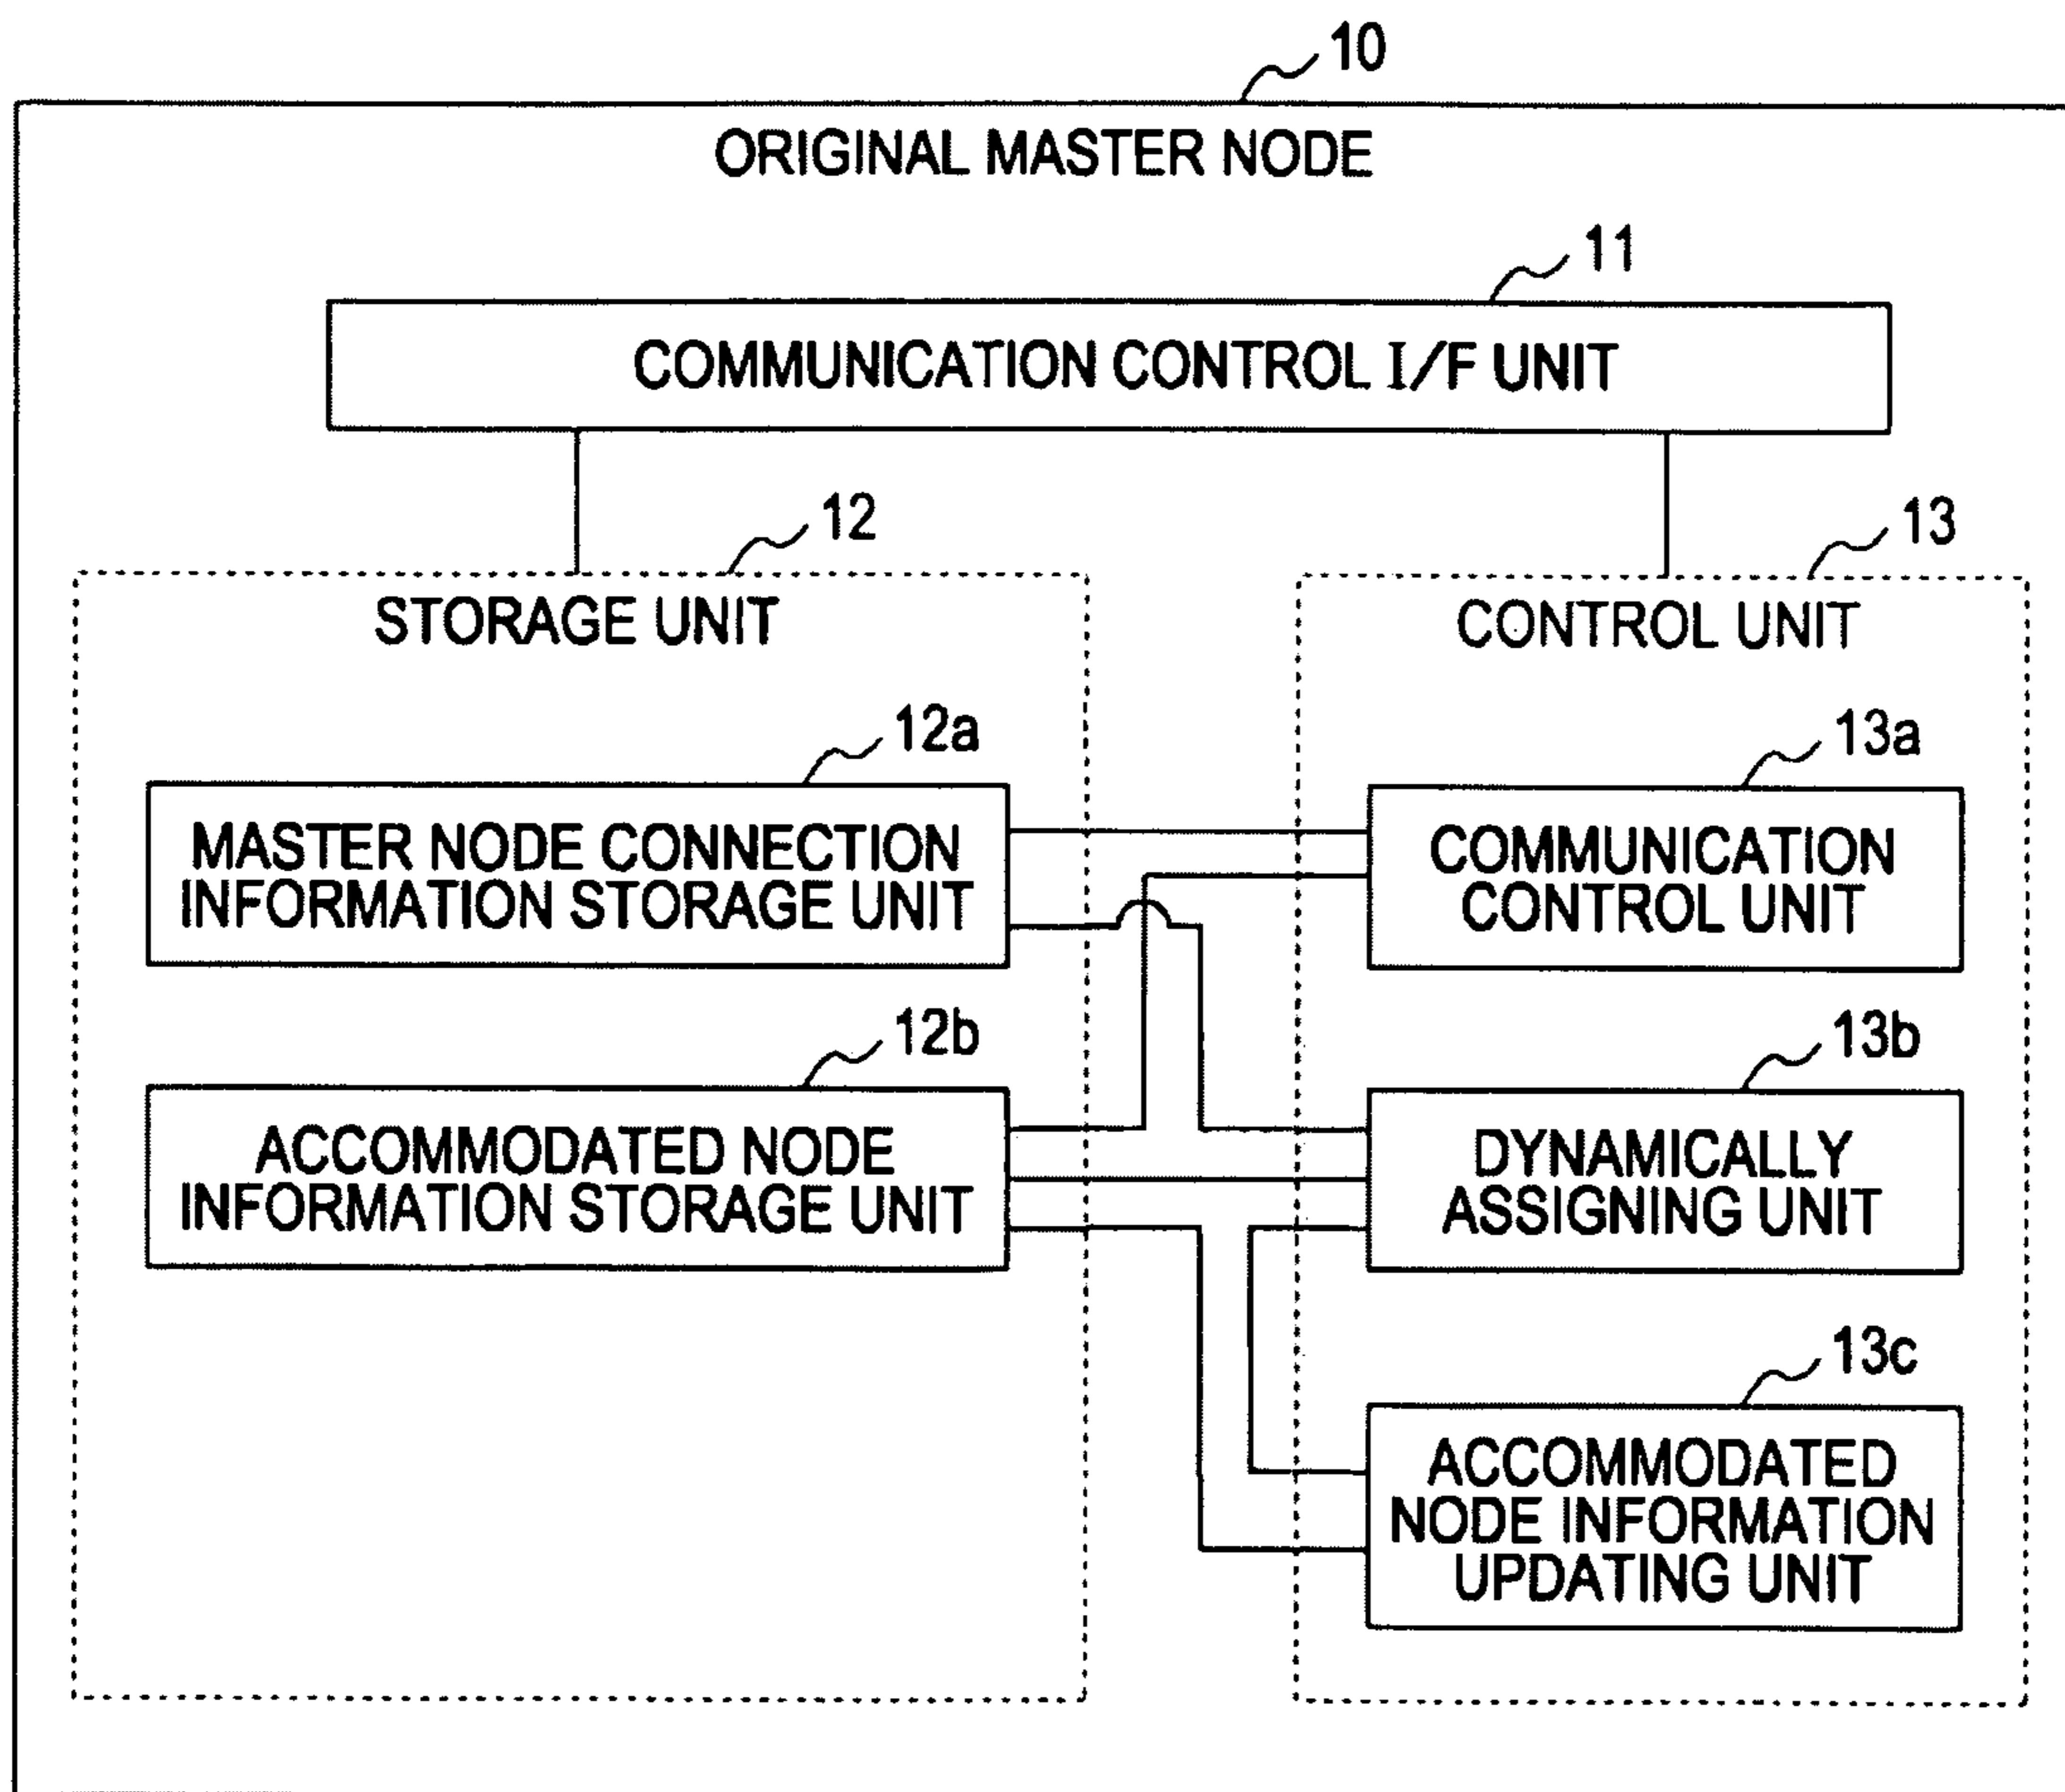 10
ORIGINAL MASTER NODE
11
COMMUNICATION CONTROL I/F UNIT
12
13
STORAGE UNIT
CONTROL UNIT
12a
13a
MASTER NODE CONNECTION
INFORMATION STORAGE UNIT
COMMUNICATION
CONTROL UNIT
12b
13b
ACCOMMODATED NODE
INFORMATION STORAGE UNIT
DYNAMICALLY
ASSIGNING UNIT
13c
ACCOMMODATED
NODE INFORMATION
UPDATING UNIT